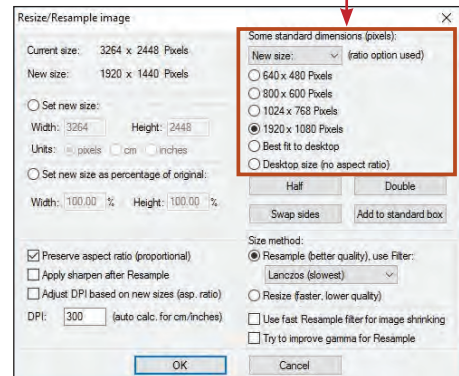 Resize/Resample image
Current size: 3264 x 2448 Pixels
New size: 1920 x 1440 Pixels
Set new size:
Width: 3264 Height: 2448
Units: pixels cm inches
Set new size as percentage of original:
Width: 100.00 % Height: 100.00 %
Preserve aspect ratio (proportional)
Apply sharpen after Resample
Adjust DPI based on new sizes (asp. ratio)
DPI: 300 (auto calc. for cm/inches)
Some standard dimensions (pixels):
New size: (ratio option used)
640 x 480 Pixels
800 x 600 Pixels
1024 x 768 Pixels
1920 x 1080 Pixels
Best fit to desktop
Desktop size (no aspect ratio)
Half Double
Swap sides Add to standard box
Size method:
Resample (better quality), use Filter:
Lanczos (slowest)
Resize (faster, lower quality)
Use fast Resample filter for image shrinking
Try to improve gamma for Resample
OK Cancel